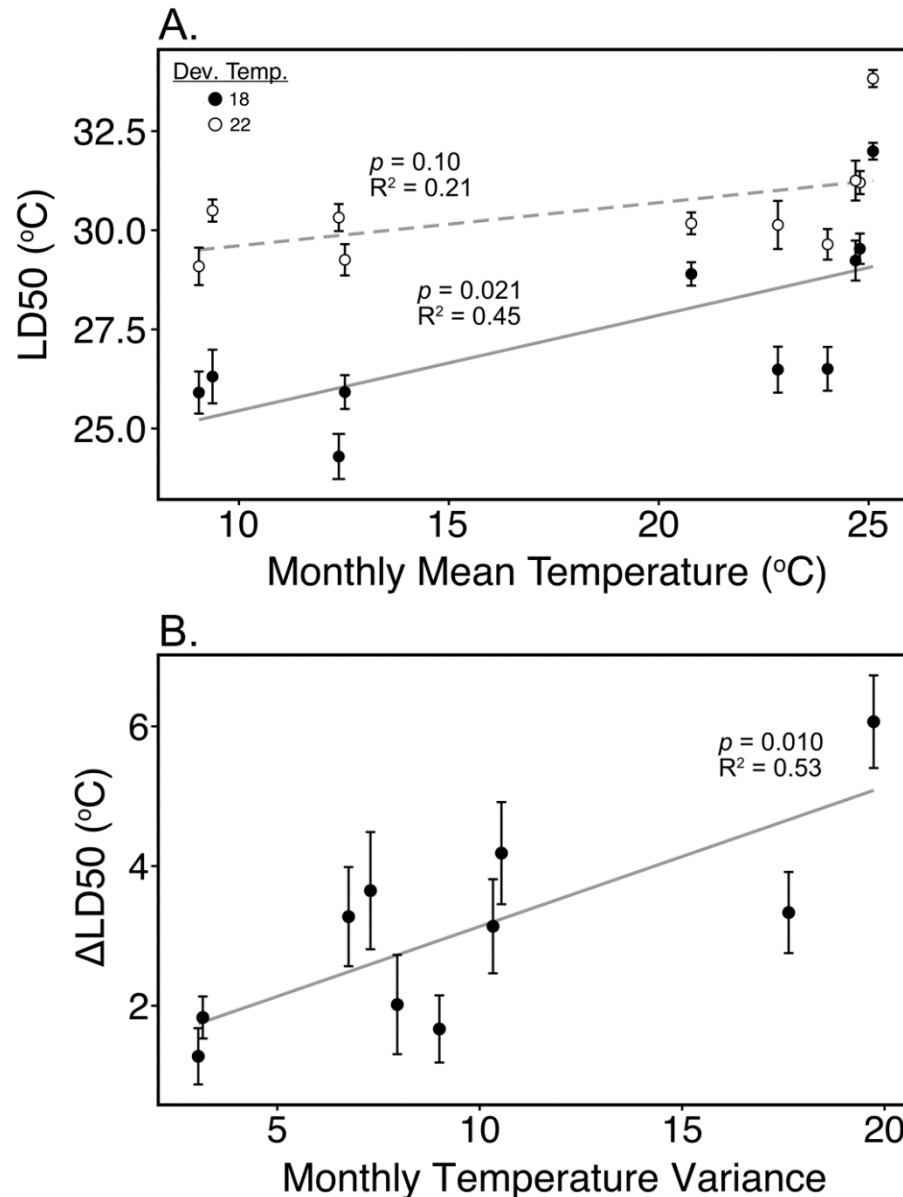 A.
Dev. Temp.
18
22
p = 0.10
R² = 0.21
p = 0.021
R² = 0.45
32.5
30.0
27.5
25.0
LD50 (°C)
10 15 20 25
Monthly Mean Temperature (°C)
B.
p = 0.010
R² = 0.53
6
4
2
ΔLD50 (°C)
5 10 15 20
Monthly Temperature Variance